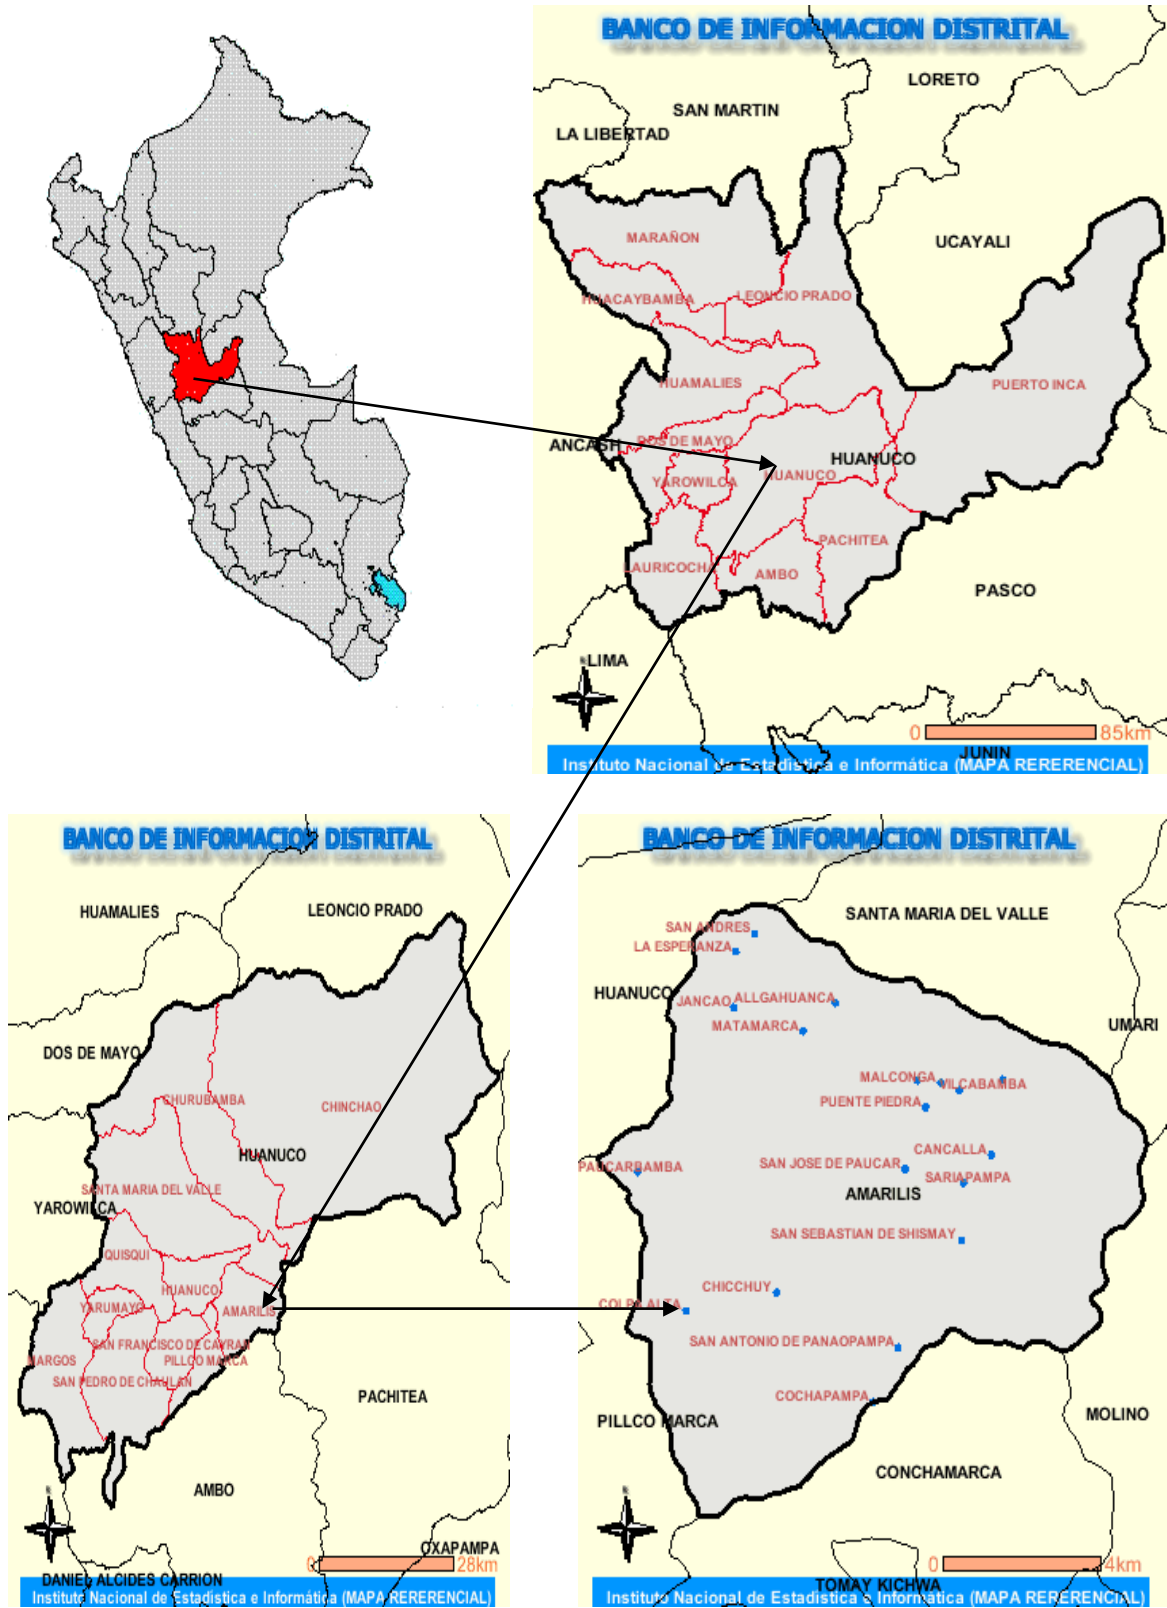 BANCO DE INFORMACION DISTRITAL
LORETO
SAN MARTIN
LA LIBERTAD
MARAÑON
UCAYALI
HUACAYBAMBA
LEONCIO PRADO
HUAMALIES
PUERTO INCA
ANCASH
DOS DE MAYO
HUANUCO
HUANUCO
YAROWILCA
PACHITEA
LAURICOCHA
AMBO
PASCO
LIMA
0 85km
JUNIN
Instituto Nacional de Estadística e Informática (MAPA RERERENCIAL)
BANCO DE INFORMACION DISTRITAL
HUAMALIES
LEONCIO PRADO
DOS DE MAYO
CHURUBAMBA
CHINCHAO
HUANUCO
SANTA MARIA DEL VALLE
YAROWILCA
QUISQUI
HUANUCO
YARUMAYO
AMARILIS
SAN FRANCISCO DE CAYRAN
MARGOS
PILLCO MARCA
SAN PEDRO DE CHAULAN
PACHITEA
AMBO
OXAPAMPA
0 28km
DANIEL ALCIDES CARRION
Instituto Nacional de Estadística e Informática (MAPA RERERENCIAL)
BANCO DE INFORMACION DISTRITAL
SANTA MARIA DEL VALLE
SAN ANDRES
LA ESPERANZA
HUANUCO
JANCAO
ALLGAHUANCA
MATAMARCA
UMARI
MALCONGA
VILCABAMBA
PUENTE PIEDRA
CANCALLA
PAUCARBAMBA
SAN JOSE DE PAUCAR
SARIAPAMPA
AMARILIS
SAN SEBASTIAN DE SHISMAY
CHICCHUY
COLPA ALTA
SAN ANTONIO DE PANAOPAMPA
COCHAPAMPA
PILLCO MARCA
MOLINO
CONCHAMARCA
0 4km
TOMAY KICHWA
Instituto Nacional de Estadística e Informática (MAPA RERERENCIAL)